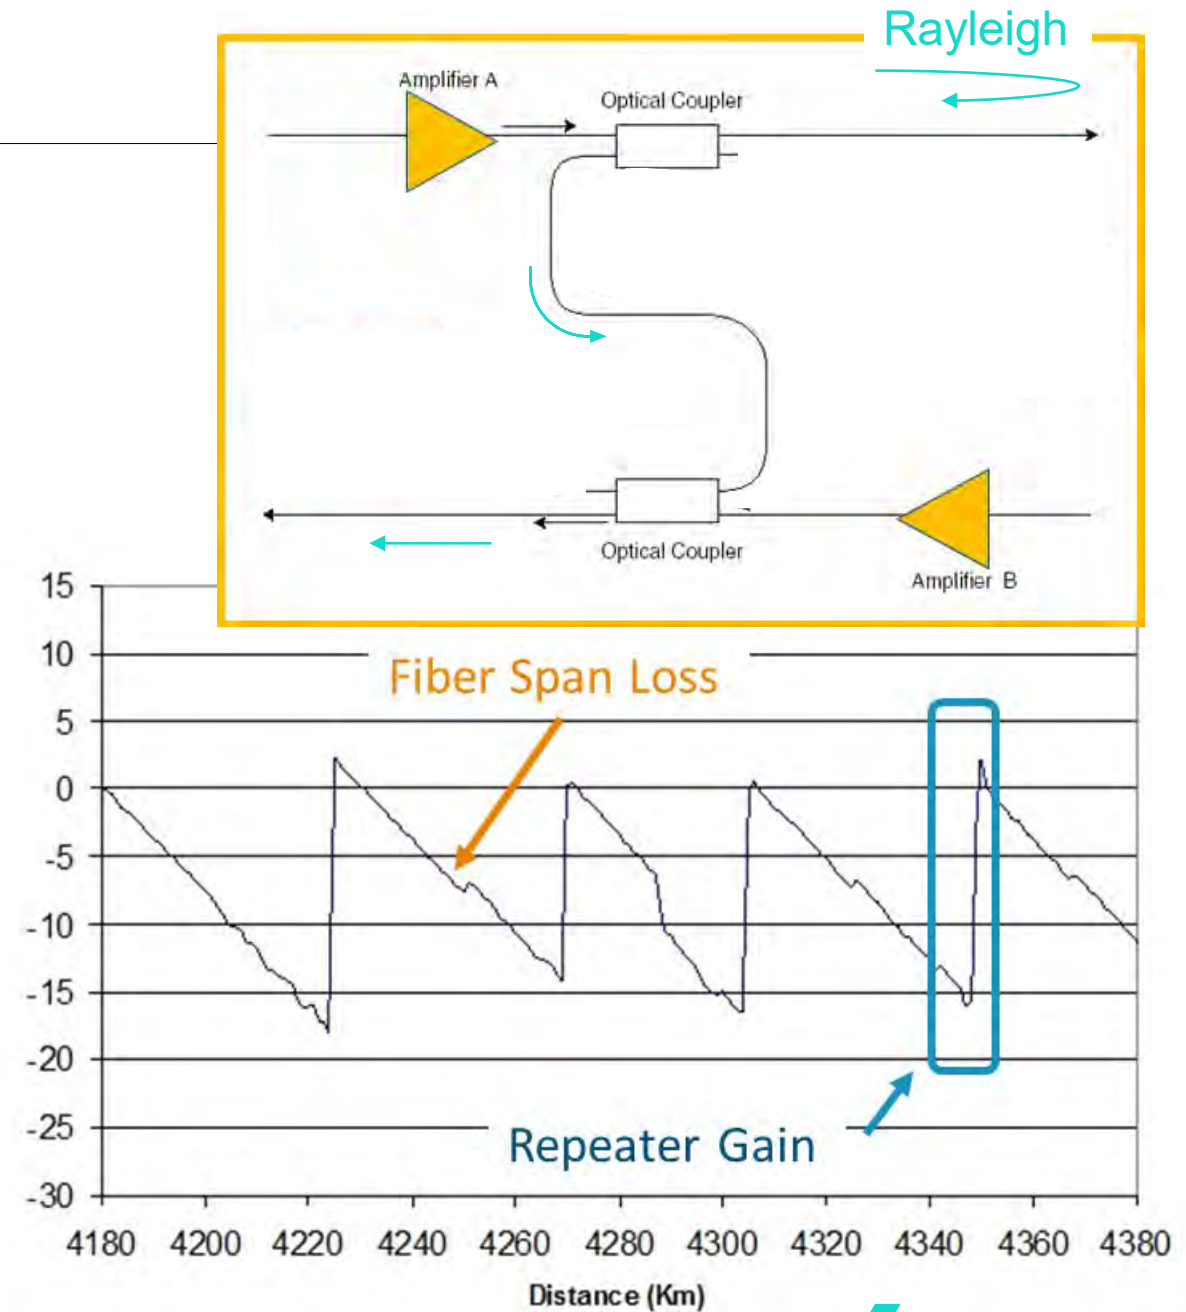 Rayleigh
Amplifier A
Optical Coupler
Optical Coupler
Amplifier B
15
10
5
0
-5
-10
-15
-20
-25
-30
Fiber Span Loss
Repeater Gain
4180 4200 4220 4240 4260 4280 4300 4320 4340 4360 4380
Distance (Km)